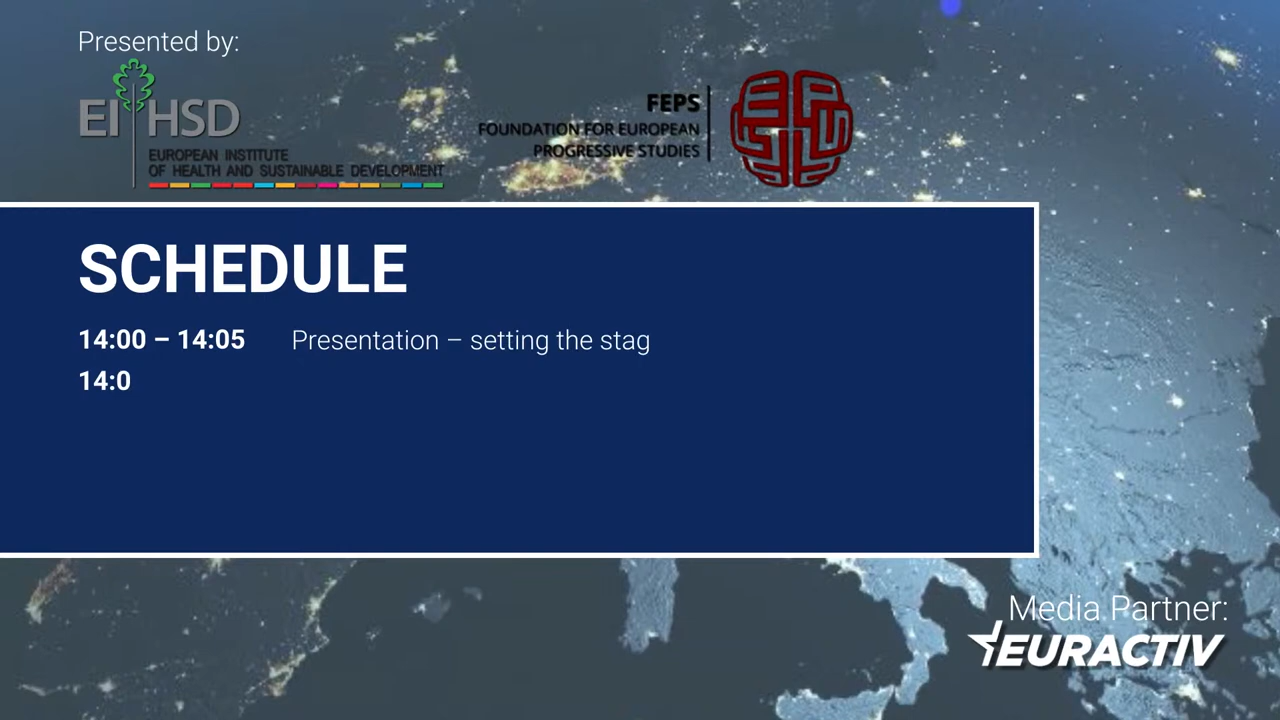 Presented by:
EIHSD
EUROPEAN INSTITUTE
OF HEALTH AND SUSTAINABLE DEVELOPMENT
FEPS
FOUNDATION FOR EUROPEAN
PROGRESSIVE STUDIES
SCHEDULE
14:00 – 14:05 Presentation – setting the stag
14:0
Media Partner:
EURACTIV